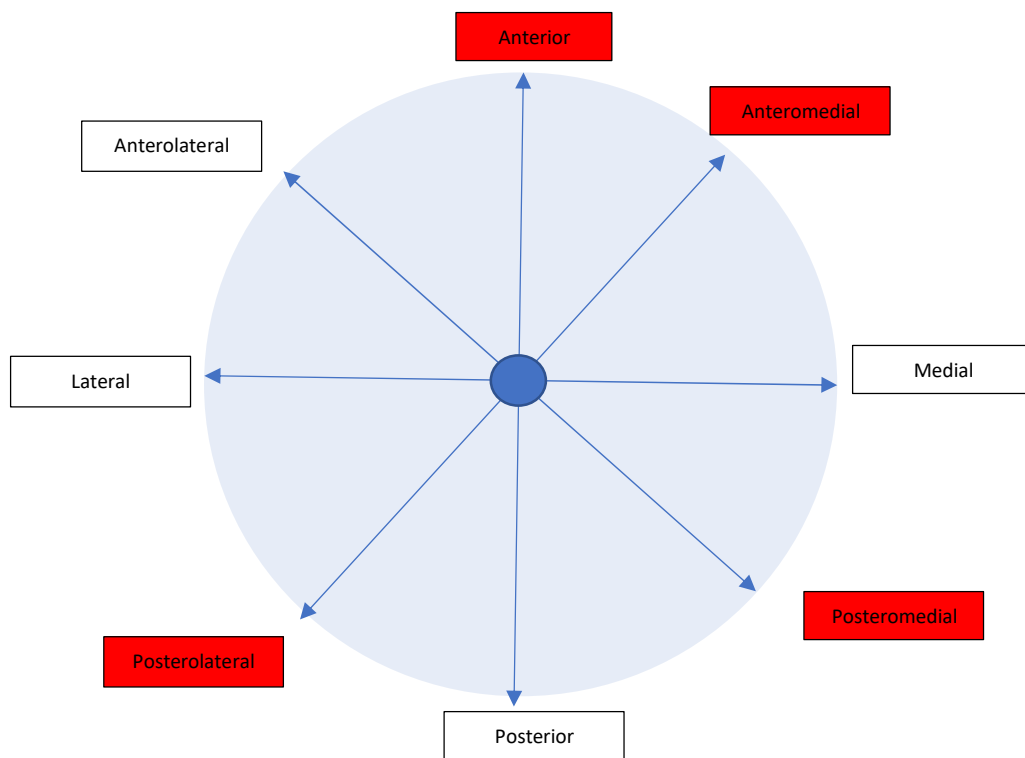 Anterior
Anteromedial
Anterolateral
Lateral
Medial
Posteromedial
Posterolateral
Posterior